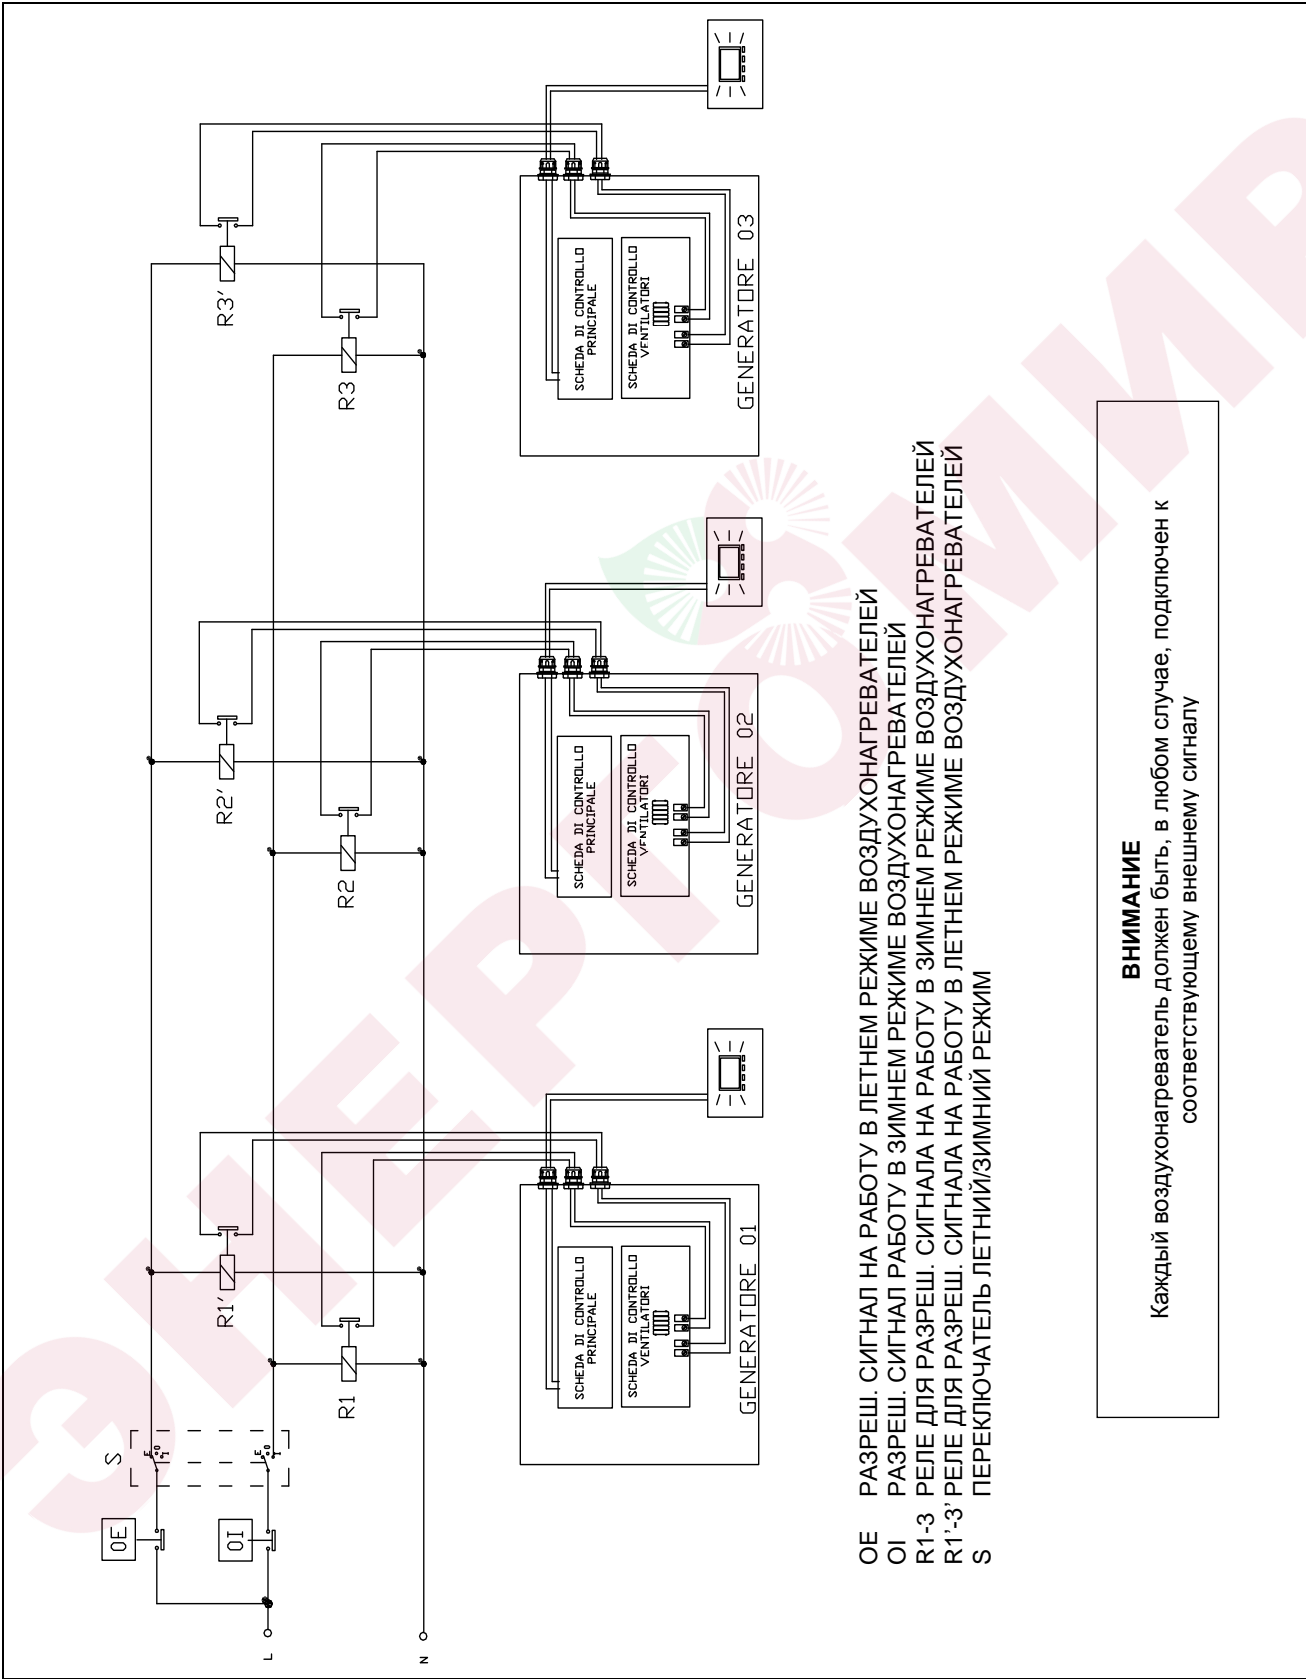 L
N
OE
OI
S
E
O
I
E
O
I
R1'
R1
R2'
R2
R3'
R3
SCHEDA DI CONTROLLO
PRINCIPALE
SCHEDA DI CONTROLLO
VENTILATORI
GENERATORE 01
SCHEDA DI CONTROLLO
PRINCIPALE
SCHEDA DI CONTROLLO
VENTILATORI
GENERATORE 02
SCHEDA DI CONTROLLO
PRINCIPALE
SCHEDA DI CONTROLLO
VENTILATORI
GENERATORE 03
OE РАЗРЕШ. СИГНАЛ НА РАБОТУ В ЛЕТНЕМ РЕЖИМЕ ВОЗДУХОНАГРЕВАТЕЛЕЙ
OI РАЗРЕШ. СИГНАЛ РАБОТУ В ЗИМНЕМ РЕЖИМЕ ВОЗДУХОНАГРЕВАТЕЛЕЙ
R1-3 РЕЛЕ ДЛЯ РАЗРЕШ. СИГНАЛА НА РАБОТУ В ЗИМНЕМ РЕЖИМЕ ВОЗДУХОНАГРЕВАТЕЛЕЙ
R1'-3' РЕЛЕ ДЛЯ РАЗРЕШ. СИГНАЛА НА РАБОТУ В ЛЕТНЕМ РЕЖИМЕ ВОЗДУХОНАГРЕВАТЕЛЕЙ
S ПЕРЕКЛЮЧАТЕЛЬ ЛЕТНИЙ/ЗИМНИЙ РЕЖИМ
ВНИМАНИЕ
Каждый воздухонагреватель должен быть, в любом случае, подключен к
соответствующему внешнему сигналу
ЭНЕРГОМИР